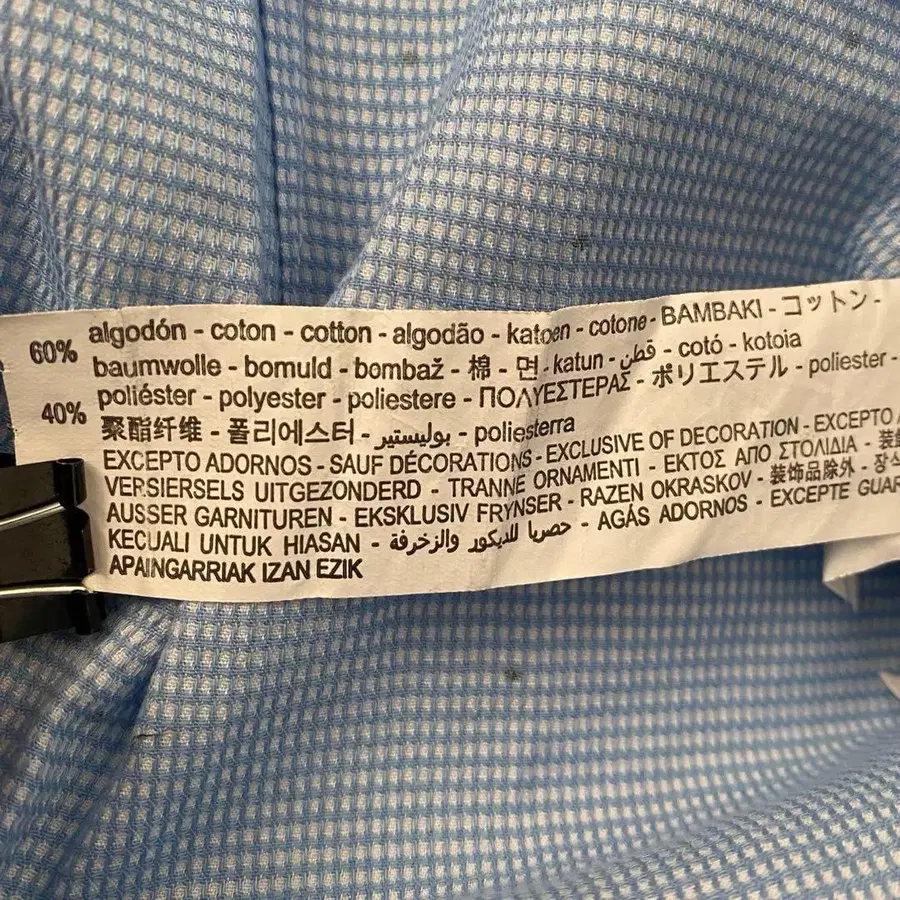 60% algodón - coton - cotton - algodão - katoen - cotone - BAMBAKI - コットン -
baumwolle - bomuld - bombaž - 棉 - 면 - katun - قطن - cotó - kotoia
40% poliéster - polyester - poliestere - ΠΟΛΥΕΣΤΕΡΑΣ - ポリエステル - poliester -
聚酯纤维 - 폴리에스터 - بوليستير - poliesterra
EXCEPTO ADORNOS - SAUF DÉCORATIONS - EXCLUSIVE OF DECORATION - EXCEPTO
VERSIERSELS UITGEZONDERD - TRANNE ORNAMENTI - ΕΚΤΟΣ ΑΠΟ ΣΤΟΛΙΔΙΑ -
AUSSER GARNITUREN - EKSKLUSIV FRYNSER - RAZEN OKRASKOV - 装饰品除外 -
KECUALI UNTUK HIASAN - حصريا للديكور والزخرفة - AGÁS ADORNOS - EXCEPTE
APAINGARRIAK IZAN EZIK